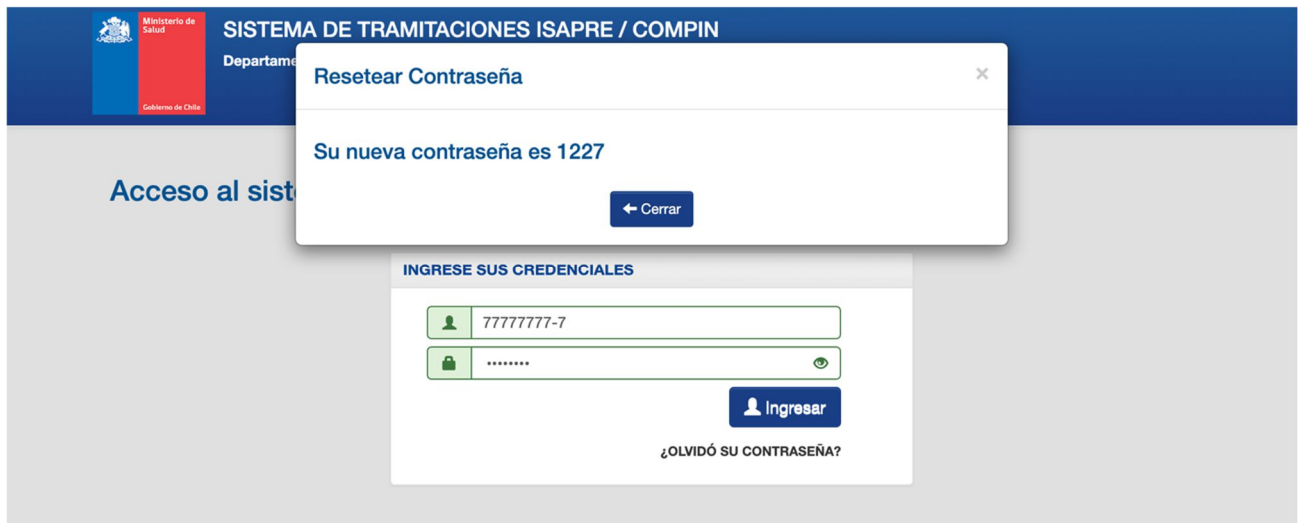 Ministerio de
Salud
Gobierno de Chile
SISTEMA DE TRAMITACIONES ISAPRE / COMPIN
Departame
Resetear Contraseña
×
Su nueva contraseña es 1227
Cerrar
Acceso al sist
INGRESE SUS CREDENCIALES
77777777-7
••••••••
Ingresar
¿OLVIDÓ SU CONTRASEÑA?